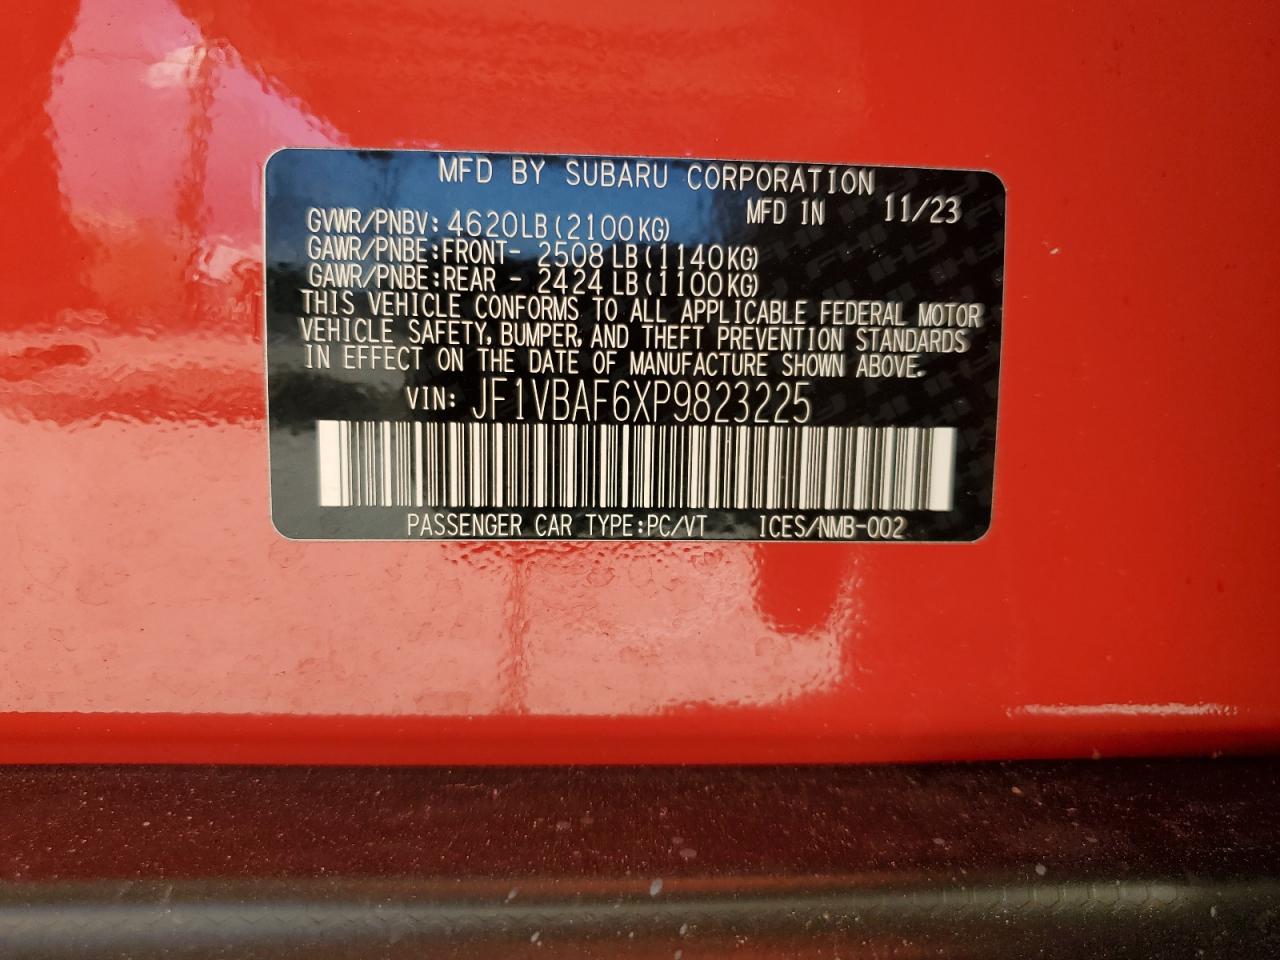 MFD BY SUBARU CORPORATION
MFD IN 11/23
GVWR/PNBV: 4620LB(2100KG)
GAWR/PNBE:FRONT- 2508 LB(1140KG)
GAWR/PNBE:REAR - 2424 LB(1100KG)
THIS VEHICLE CONFORMS TO ALL APPLICABLE FEDERAL MOTOR
VEHICLE SAFETY, BUMPER, AND THEFT PREVENTION STANDARDS
IN EFFECT ON THE DATE OF MANUFACTURE SHOWN ABOVE.
VIN: JF1VBAF6XP9823225
PASSENGER CAR TYPE:PC/VT ICES/NMB-002